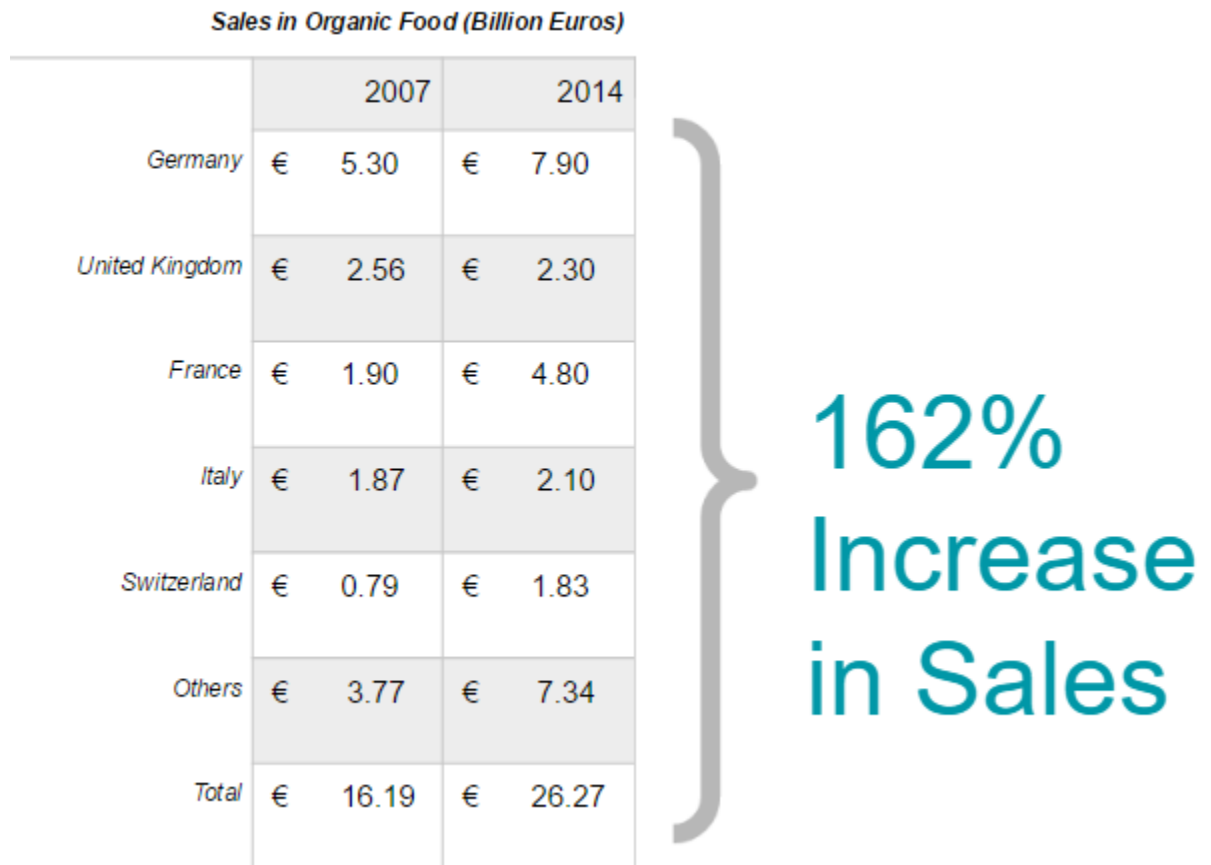 Sales in Organic Food (Billion Euros)
2007 2014
Germany € 5.30 € 7.90
United Kingdom € 2.56 € 2.30
France € 1.90 € 4.80
Italy € 1.87 € 2.10
Switzerland € 0.79 € 1.83
Others € 3.77 € 7.34
Total € 16.19 € 26.27
162%
Increase
in Sales